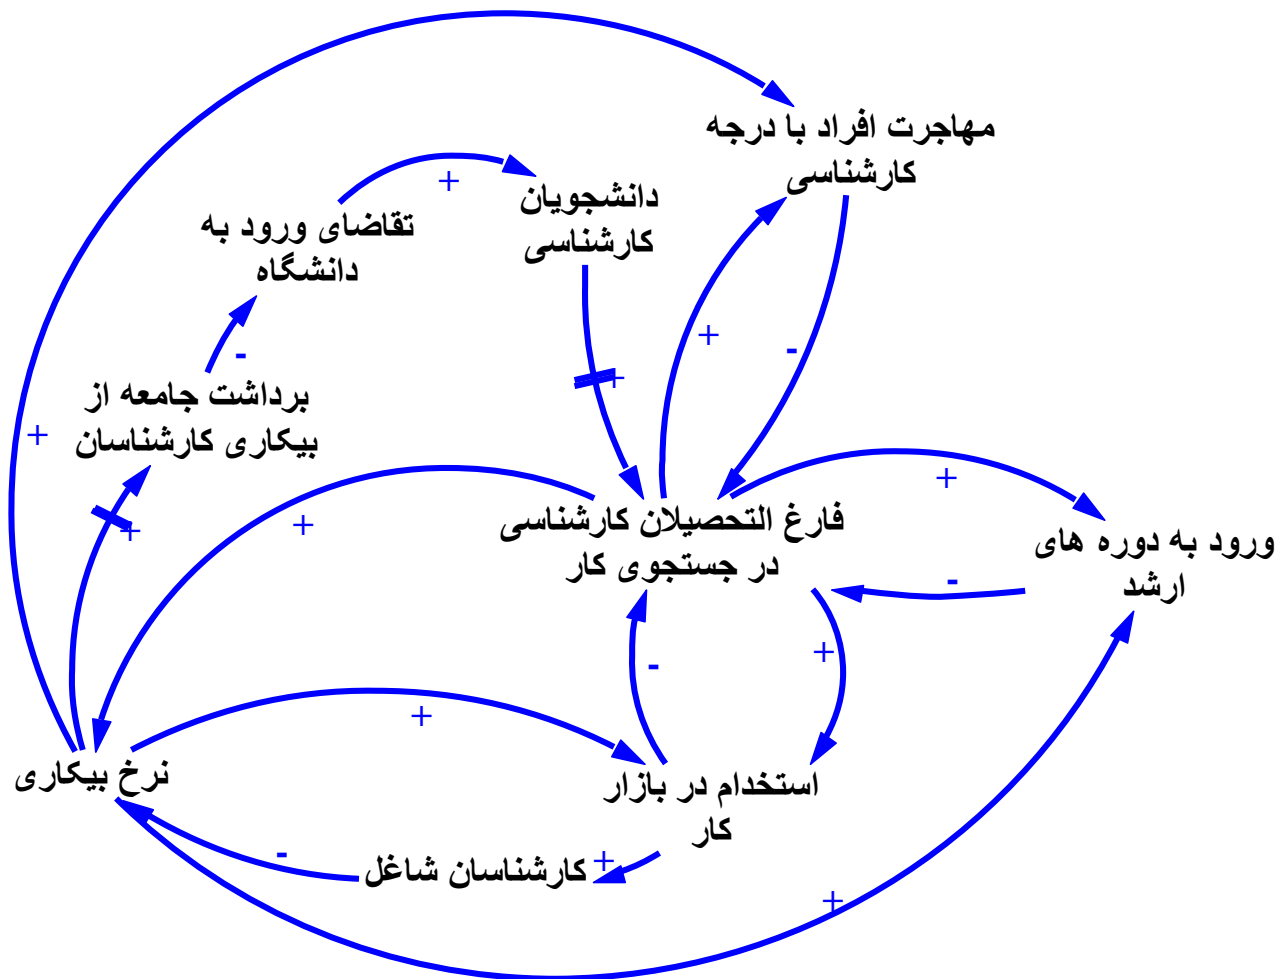 مهاجرت افراد با درجه
کارشناسی
دانشجویان
کارشناسی
تقاضای ورود به
دانشگاه
برداشت جامعه از
بیکاری کارشناسان
فارغ التحصیلان کارشناسی
در جستجوی کار
ورود به دوره های
ارشد
نرخ بیکاری
استخدام در بازار
کار
کارشناسان شاغل
+
+
-
+
+
-
+
+
+
+
-
+
-
+
+
-
+